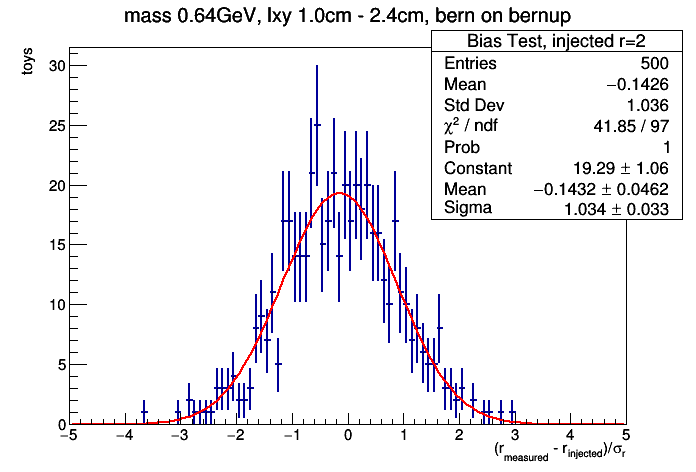 mass 0.64GeV, lxy 1.0cm - 2.4cm, bern on bernup
toys
Bias Test, injected r=2
Entries 500
Mean −0.1426
Std Dev 1.036
χ² / ndf 41.85 / 97
Prob 1
Constant 19.29 ± 1.06
Mean −0.1432 ± 0.0462
Sigma 1.034 ± 0.033
30
25
20
15
10
5
0
−5 −4 −3 −2 −1 0 1 2 3 4 5
(r_measured - r_injected)/σ_r